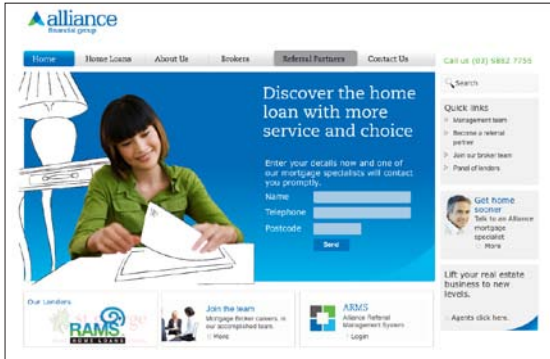 alliance
financial group
Home
Home Loans
About Us
Brokers
Referral Partners
Contact Us
Call us (03) 9882 7755
Discover the home
loan with more
service and choice
Enter your details now and one of
our mortgage specialists will contact
you promptly.
Name
Telephone
Postcode
Send
Search
Quick links
Management team
Become a referral
partner
Join our broker team
Panel of lenders
Get home
sooner
Talk to an Alliance
mortgage
specialist
More
Lift your real estate
business to new
levels.
Agents click here.
Our Lenders
RAMS
HOME LOANS
Join the team
Mortgage Broker careers, in
our accomplished team.
More
ARMS
Alliance Referral
Management System
Login